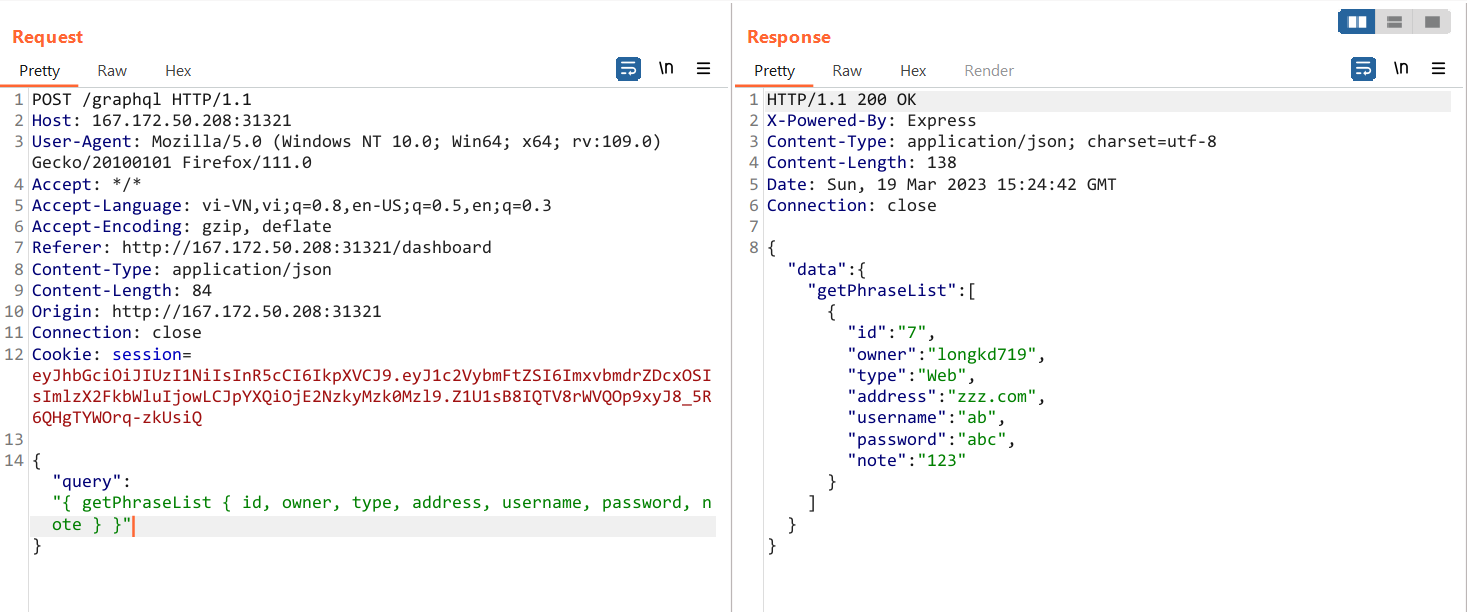 Request
Pretty Raw Hex
\n
1 POST /graphql HTTP/1.1
2 Host: 167.172.50.208:31321
3 User-Agent: Mozilla/5.0 (Windows NT 10.0; Win64; x64; rv:109.0)
Gecko/20100101 Firefox/111.0
4 Accept: */*
5 Accept-Language: vi-VN,vi;q=0.8,en-US;q=0.5,en;q=0.3
6 Accept-Encoding: gzip, deflate
7 Referer: http://167.172.50.208:31321/dashboard
8 Content-Type: application/json
9 Content-Length: 84
10 Origin: http://167.172.50.208:31321
11 Connection: close
12 Cookie: session=
eyJhbGciOiJIUzI1NiIsInR5cCI6IkpXVCJ9.eyJ1c2VybmFtZSI6ImxvbmdrZDcxOSI
sImlzX2FkbWluIjowLCJpYXQiOjE2NzkyMzk0Mzl9.Z1U1sB8IQTV8rWVQOp9xyJ8_5R
6QHgTYWOrq-zkUsiQ
13
14 {
"query":
"{ getPhraseList { id, owner, type, address, username, password, n
ote } }"
}
Response
Pretty Raw Hex Render
\n
1 HTTP/1.1 200 OK
2 X-Powered-By: Express
3 Content-Type: application/json; charset=utf-8
4 Content-Length: 138
5 Date: Sun, 19 Mar 2023 15:24:42 GMT
6 Connection: close
7
8 {
"data":{
"getPhraseList":[
{
"id":"7",
"owner":"longkd719",
"type":"Web",
"address":"zzz.com",
"username":"ab",
"password":"abc",
"note":"123"
}
]
}
}